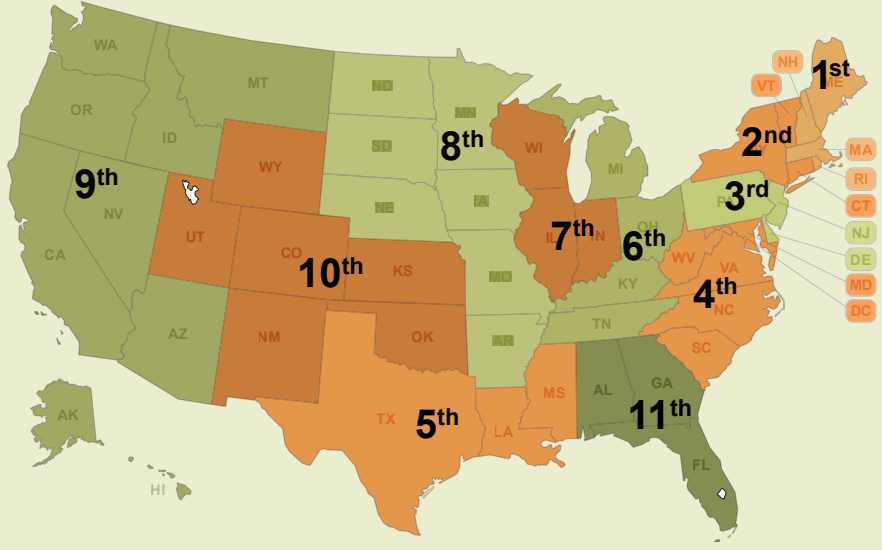 WA
MT
ND
MN
OR
ID
SD
8th
WI
MI
NH
1st
ME
VT
2nd
NY
MA
RI
CT
NJ
DE
MD
DC
3rd
PA
9th
NV
CA
WY
NE
IA
UT
CO
10th
KS
MO
IL
7th
IN
OH
6th
KY
WV
VA
4th
NC
AZ
NM
OK
AR
TN
SC
TX
5th
LA
MS
AL
GA
11th
FL
AK
HI